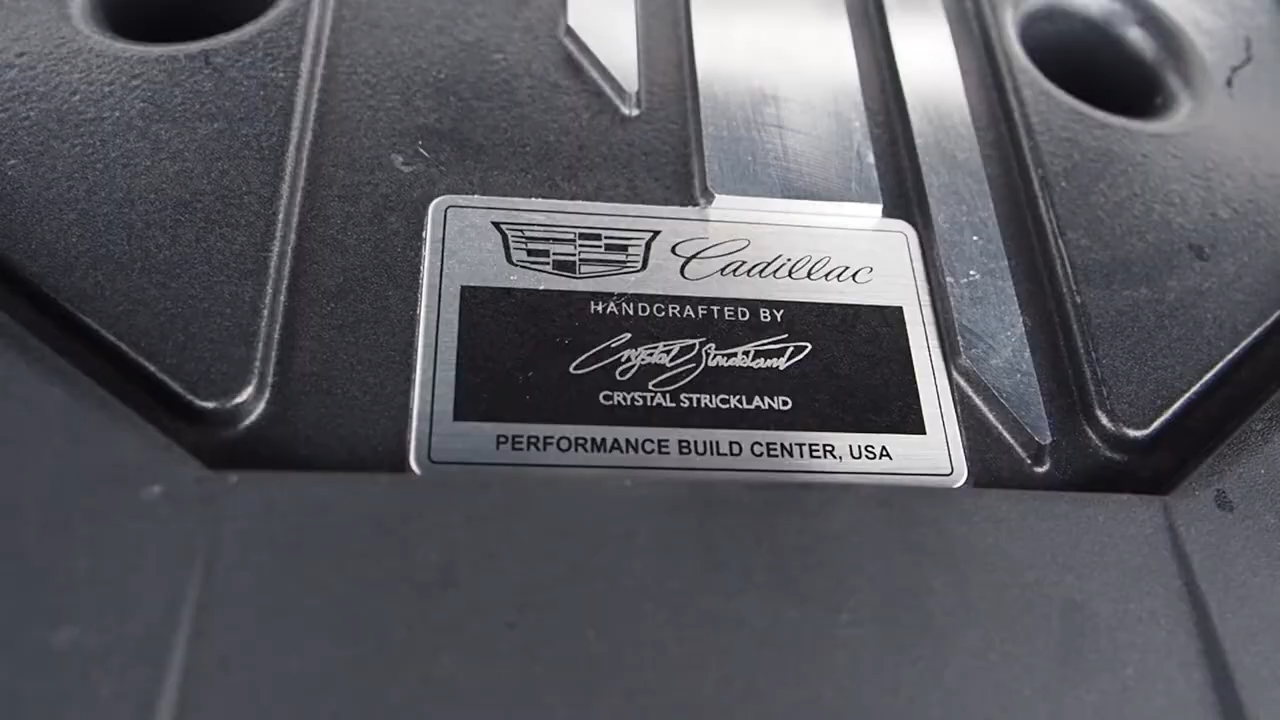 Cadillac
HANDCRAFTED BY
Crystal Strickland
CRYSTAL STRICKLAND
PERFORMANCE BUILD CENTER, USA